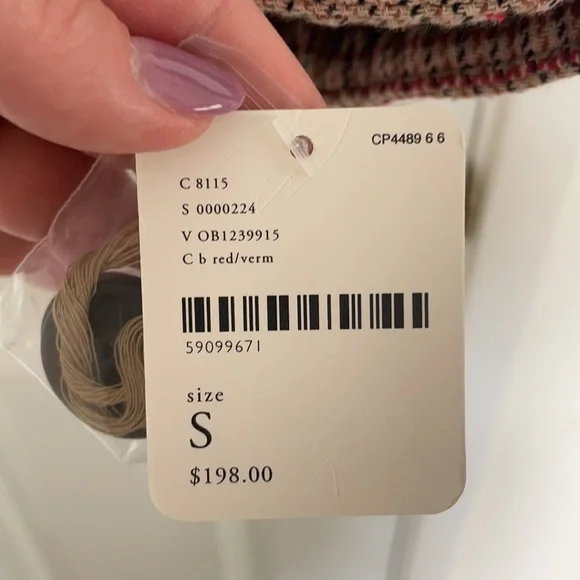 CP4489 6 6
C 8115
S 0000224
V OB1239915
C b red/verm
59099671
size
S
$198.00